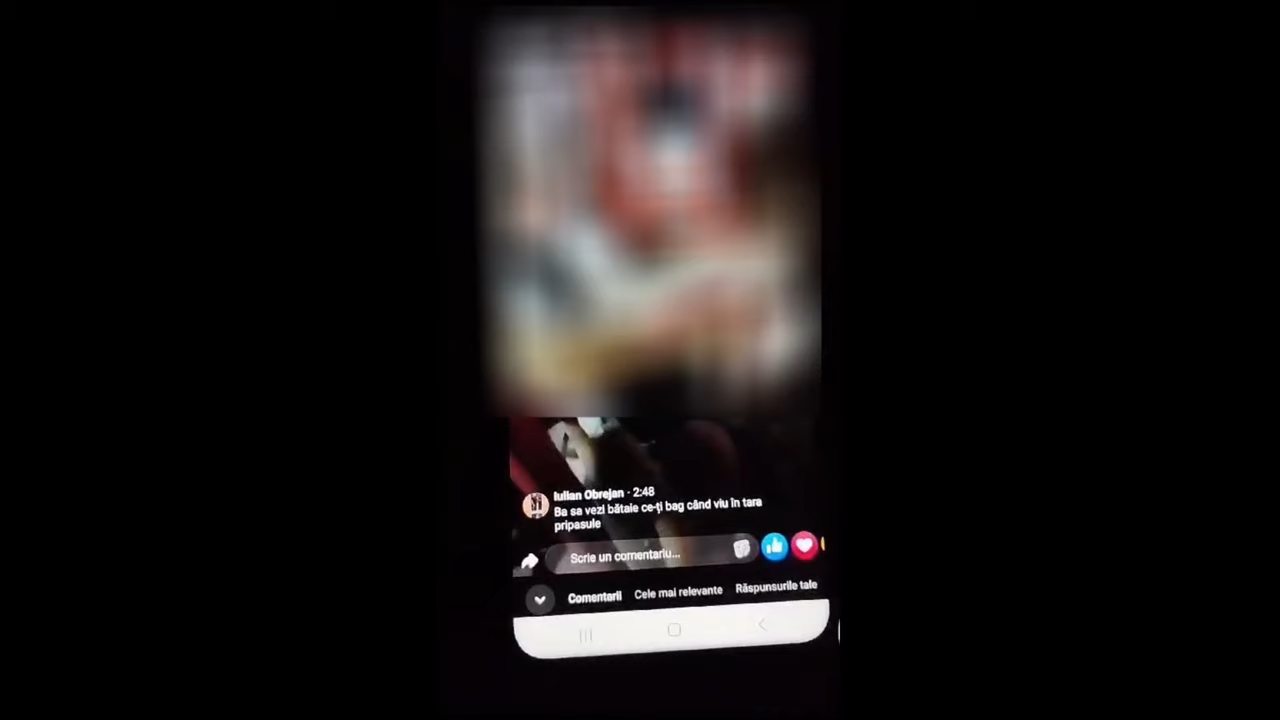 Iulian Obrejan · 2:48
Ba sa vezi bătaie ce-ți bag când viu în tara
pripasule
Scrie un comentariu...
Comentarii Cele mai relevante Răspunsurile tale